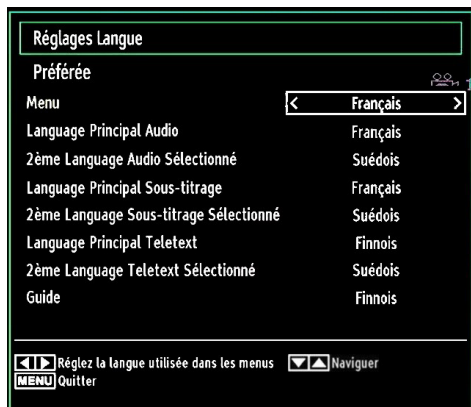 Réglages Langue
Préférée
Menu < Français >
Language Principal Audio Français
2ème Language Audio Sélectionné Suédois
Language Principal Sous-titrage Français
2ème Language Sous-titrage Sélectionné Suédois
Language Principal Teletext Finnois
2ème Language Teletext Sélectionné Suédois
Guide Finnois
Réglez la langue utilisée dans les menus Naviguer
MENU Quitter